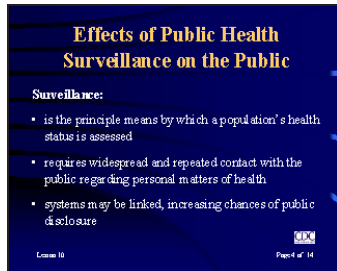 Effects of Public Health
Surveillance on the Public
Surveillance:
• is the principle means by which a population's health
status is assessed
• requires widespread and repeated contact with the
public regarding personal matters of health
• systems may be linked, increasing chances of public
disclosure
CDC
Lesson 10
Page 4 of 14